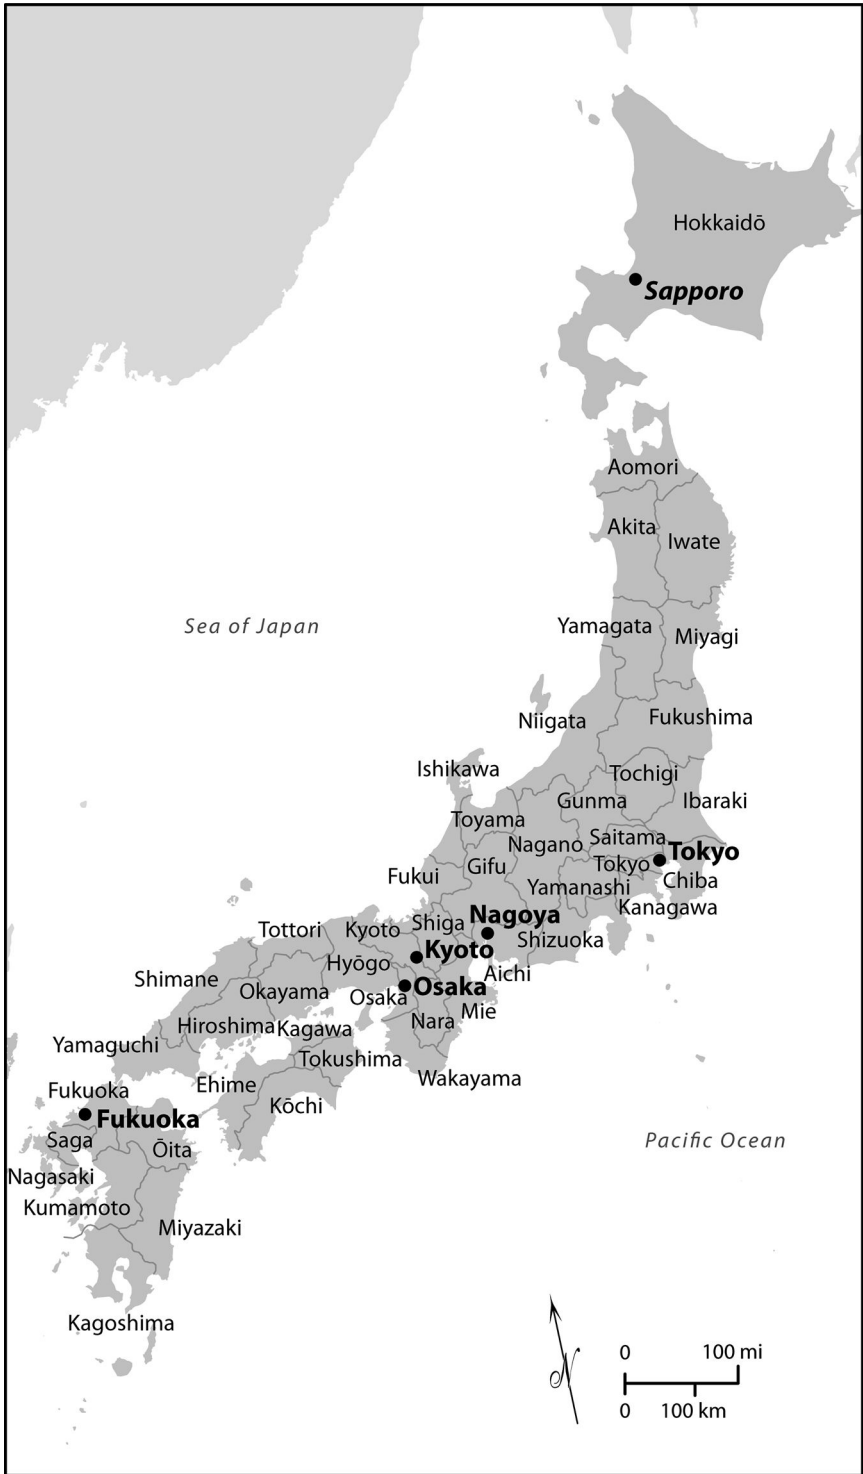 Hokkaidō
Sapporo
Aomori
Akita
Iwate
Sea of Japan
Yamagata
Miyagi
Niigata
Fukushima
Ishikawa
Tochigi
Gunma
Ibaraki
Toyama
Nagano
Saitama
Tokyo
Gifu
Tokyo
Fukui
Yamanashi
Chiba
Kanagawa
Nagoya
Tottori
Kyoto
Shiga
Shizuoka
Kyoto
Hyōgo
Aichi
Shimane
Okayama
Osaka
Osaka
Mie
Hiroshima
Kagawa
Nara
Yamaguchi
Tokushima
Wakayama
Fukuoka
Ehime
Kōchi
Fukuoka
Saga
Ōita
Pacific Ocean
Nagasaki
Kumamoto
Miyazaki
Kagoshima
N
0 100 mi
0 100 km